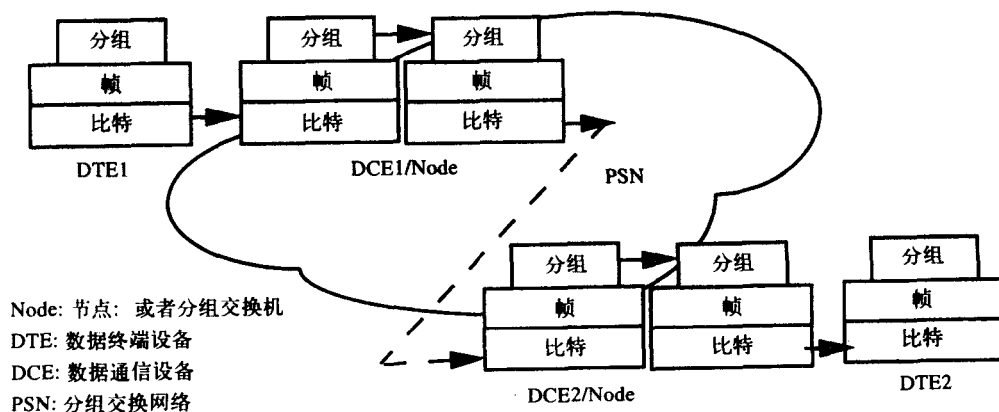 分组
分组
分组
帧
帧
帧
比特
比特
比特
DTE1
DCE1/Node
PSN
分组
分组
分组
帧
帧
帧
比特
比特
比特
DCE2/Node
DTE2
Node: 节点: 或者分组交换机
DTE: 数据终端设备
DCE: 数据通信设备
PSN: 分组交换网络